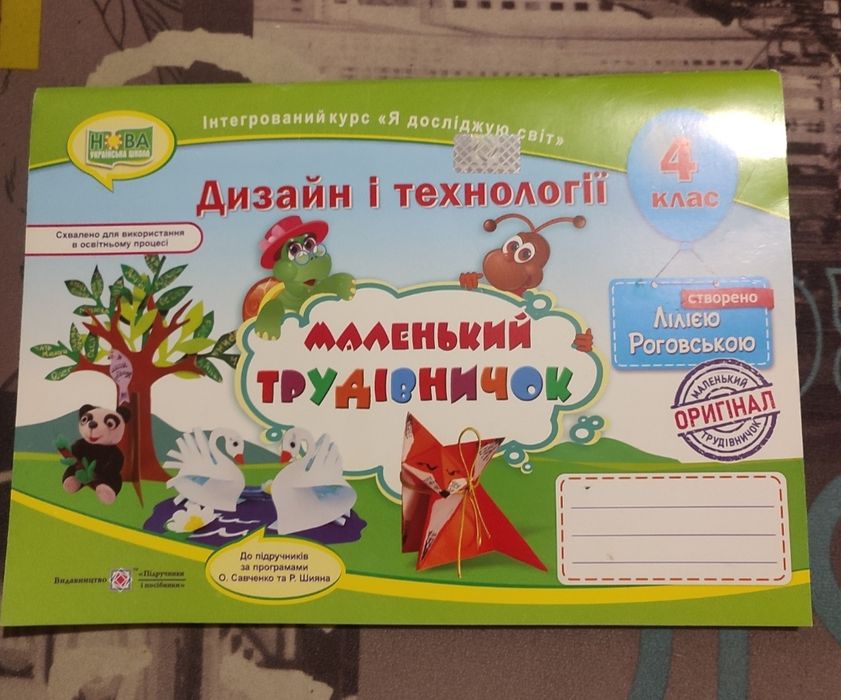 Інтегрований курс «Я досліджую світ»
НОВА
УКРАЇНСЬКА ШКОЛА
Дизайн і технології
4
клас
Схвалено для використання
в освітньому процесі
створено
Лілією
Роговською
МАЛЕНЬКИЙ
ТРУДІВНИЧОК
МАЛЕНЬКИЙ
ОРИГІНАЛ
ТРУДІВНИЧОК
До підручників
за програмами
О. Савченко та Р. Шияна
Видавництво
«Підручники
і посібники»